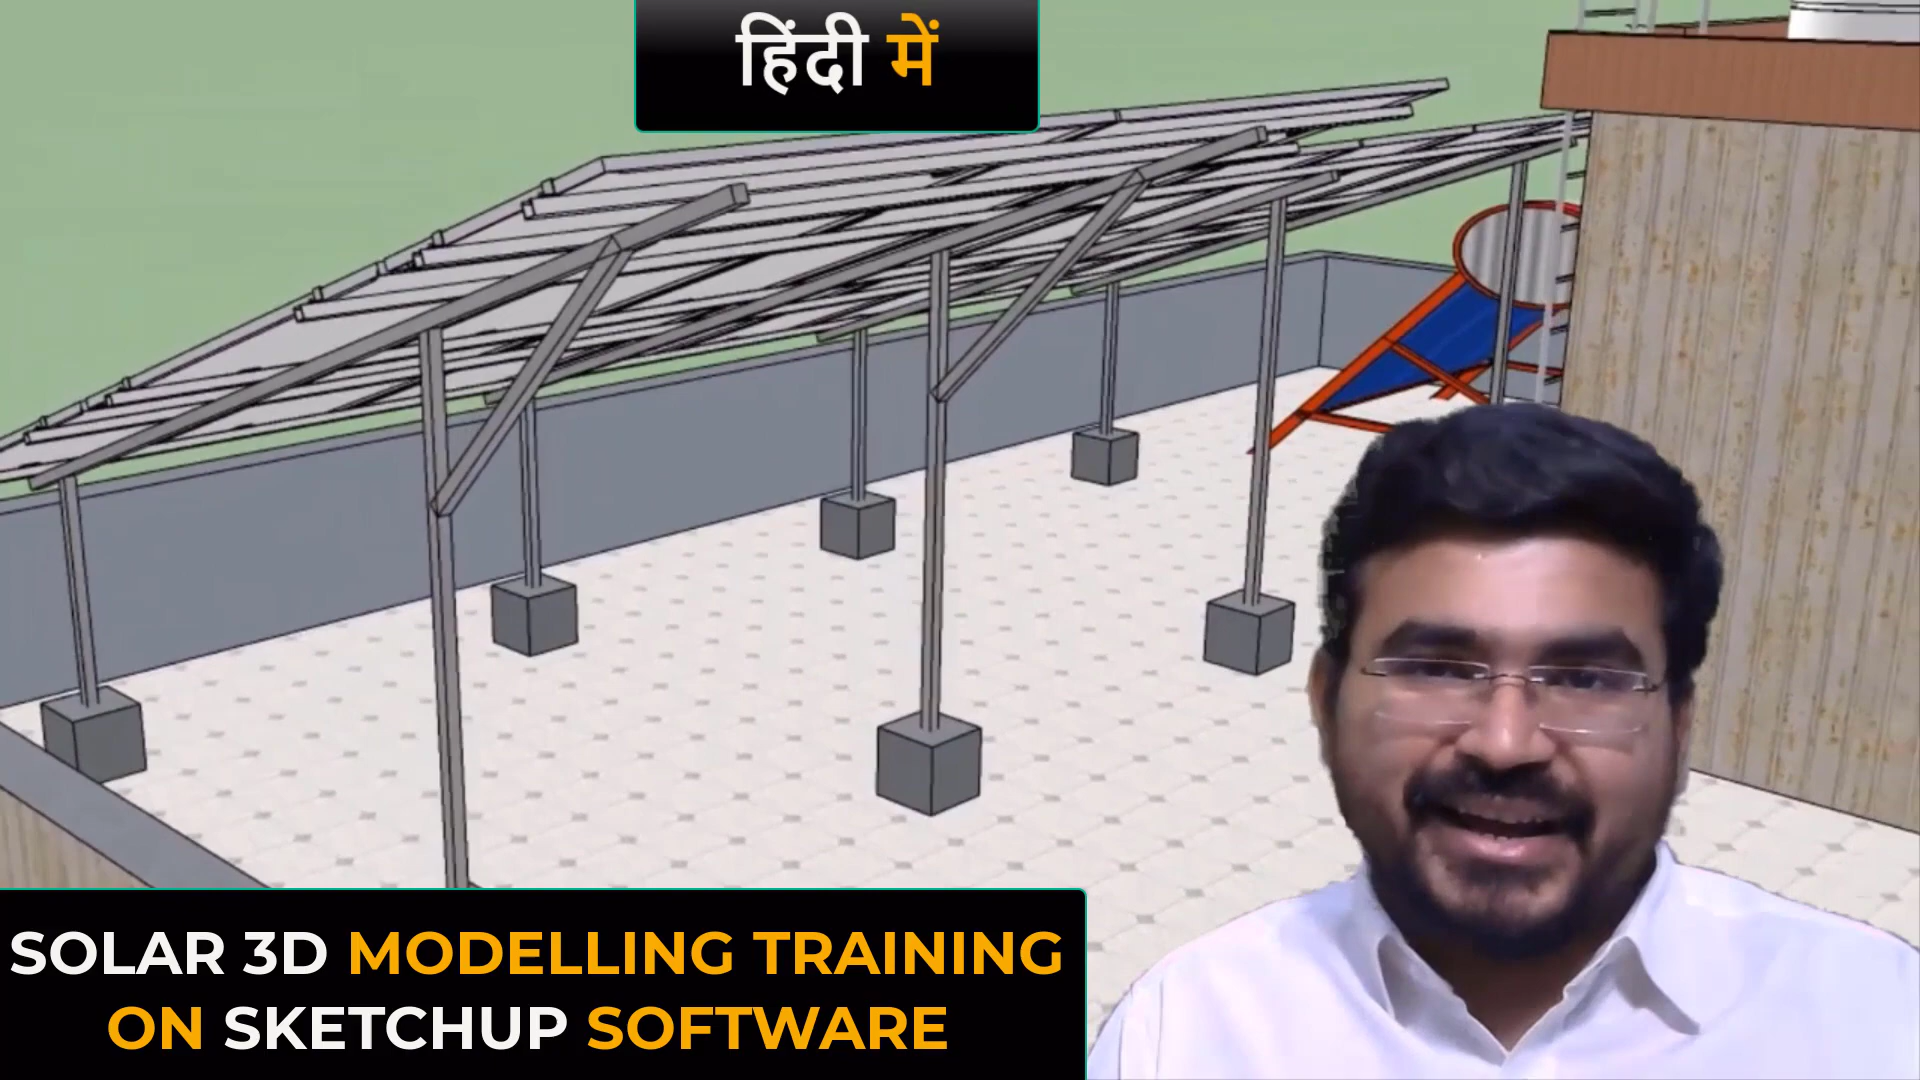 हिंदी में
SOLAR 3D MODELLING TRAINING
ON SKETCHUP SOFTWARE